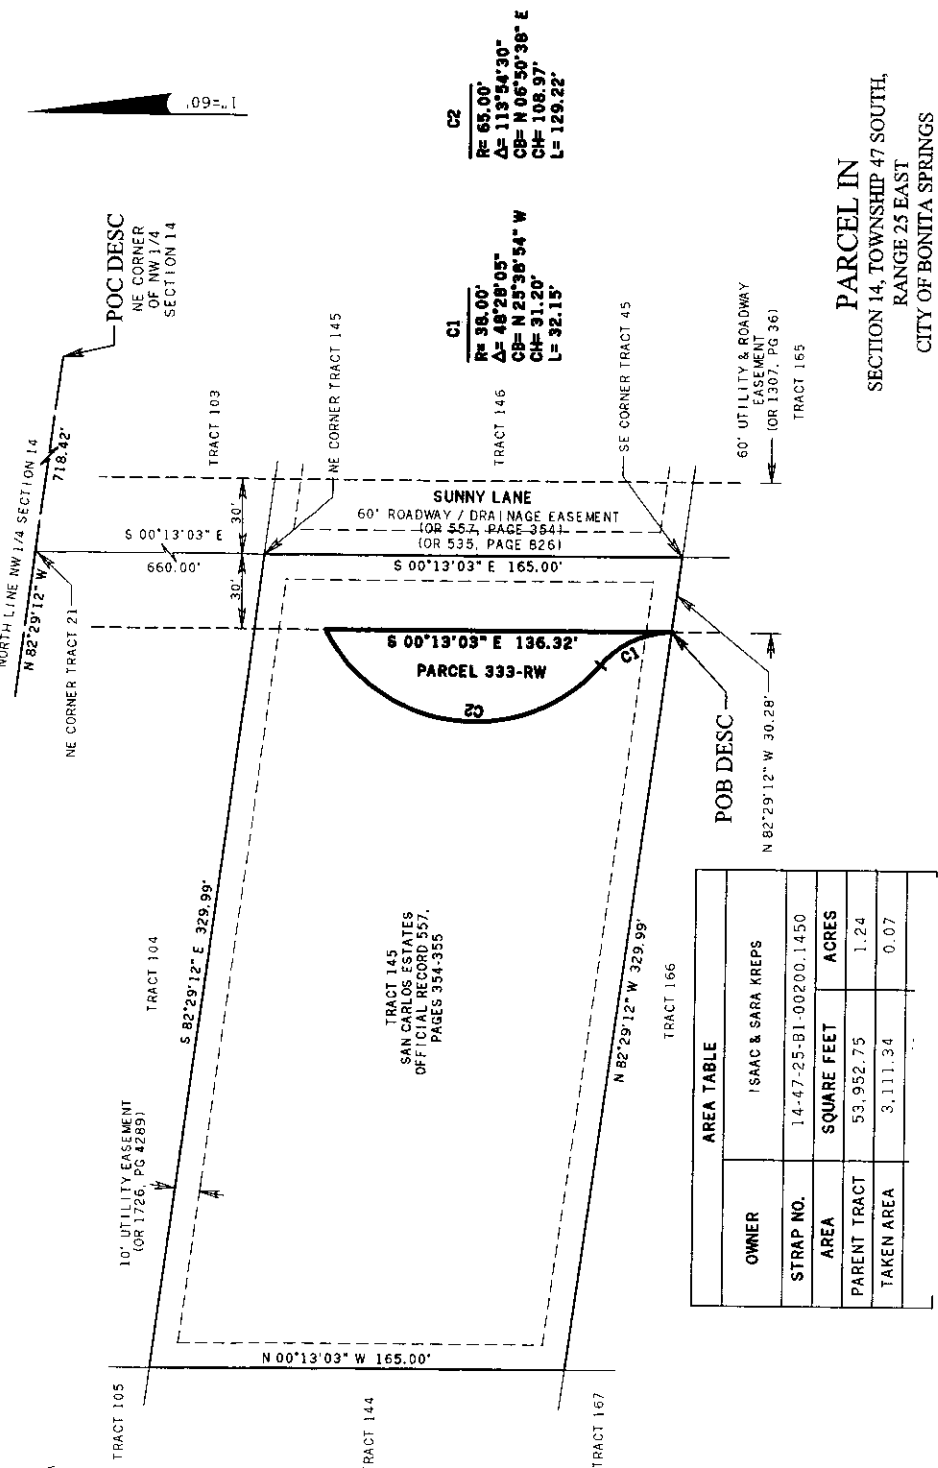 1"=60'
POC DESC
NE CORNER
OF NW 1/4
SECTION 14
NORTH LINE NW 1/4 SECTION 14
718.42'
N 82°29'12" W
NE CORNER TRACT 21
S 00°13'03" E
660.00'
30'
30'
TRACT 103
NE CORNER TRACT 145
C1
R= 38.00'
Δ= 48°28'05"
CB= N 25°38'54" W
CH= 31.20'
L= 32.15'
C2
R= 65.00'
Δ= 113°54'30"
CB= N 06°50'38" E
CH= 108.97'
L= 129.22'
TRACT 146
SE CORNER TRACT 45
SUNNY LANE
60' ROADWAY / DRAINAGE EASEMENT
(OR 557, PAGE 354)
(OR 535, PAGE 826)
S 00°13'03" E 165.00'
60' UTILITY & ROADWAY
EASEMENT
(OR 1307, PG 36)
TRACT 165
S 00°13'03" E 136.32'
PARCEL 333-RW
C1
C2
POB DESC
N 82°29'12" W 30.28'
TRACT 104
S 82°29'12" E 329.99'
10' UTILITY EASEMENT
(OR 1726, PG 4289)
TRACT 145
SAN CARLOS ESTATES
OFFICIAL RECORD 557,
PAGES 354-355
N 82°29'12" W 329.99'
TRACT 166
N 00°13'03" W 165.00'
TRACT 105
TRACT 167
AREA TABLE
OWNER ISAAC & SARA KREPS
STRAP NO. 14-47-25-B1-00200.1450
AREA SQUARE FEET ACRES
PARENT TRACT 53,952.75 1.24
TAKEN AREA 3,111.34 0.07
PARCEL IN
SECTION 14, TOWNSHIP 47 SOUTH,
RANGE 25 EAST
CITY OF BONITA SPRINGS